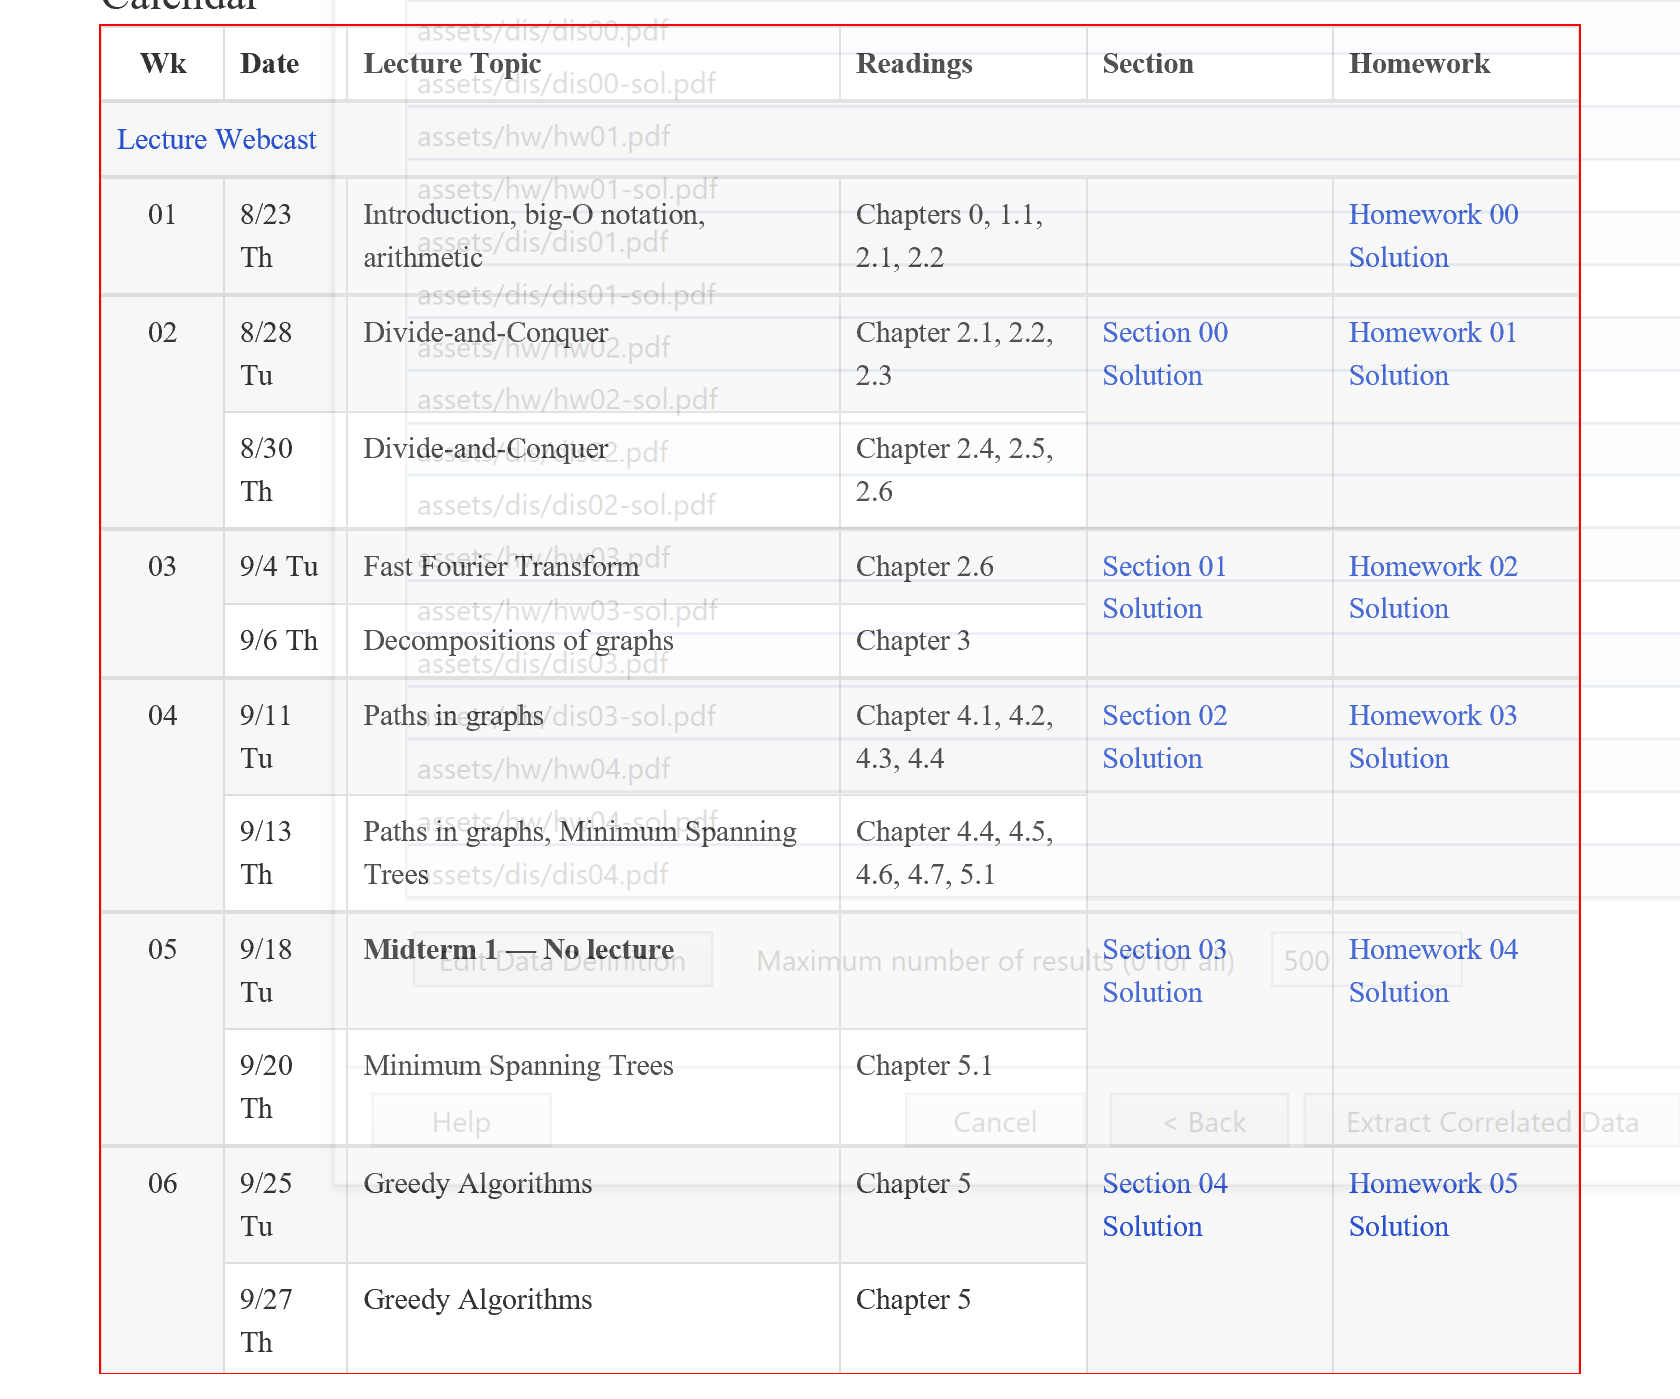 Calendar
Wk Date Lecture Topic Readings Section Homework
Lecture Webcast
01 8/23 Introduction, big-O notation, Chapters 0, 1.1, Homework 00
Th arithmetic 2.1, 2.2 Solution
02 8/28 Divide-and-Conquer Chapter 2.1, 2.2, Section 00 Homework 01
Tu 2.3 Solution Solution
8/30 Divide-and-Conquer Chapter 2.4, 2.5,
Th 2.6
03 9/4 Tu Fast Fourier Transform Chapter 2.6 Section 01 Homework 02
Solution Solution
9/6 Th Decompositions of graphs Chapter 3
04 9/11 Paths in graphs Chapter 4.1, 4.2, Section 02 Homework 03
Tu 4.3, 4.4 Solution Solution
9/13 Paths in graphs, Minimum Spanning Chapter 4.4, 4.5,
Th Trees 4.6, 4.7, 5.1
05 9/18 Midterm 1 — No lecture Section 03 Homework 04
Tu Solution Solution
9/20 Minimum Spanning Trees Chapter 5.1
Th
06 9/25 Greedy Algorithms Chapter 5 Section 04 Homework 05
Tu Solution Solution
9/27 Greedy Algorithms Chapter 5
Th
assets/dis/dis00.pdf
assets/dis/dis00-sol.pdf
assets/hw/hw01.pdf
assets/hw/hw01-sol.pdf
assets/dis/dis01.pdf
assets/dis/dis01-sol.pdf
assets/hw/hw02.pdf
assets/hw/hw02-sol.pdf
assets/dis/dis02.pdf
assets/dis/dis02-sol.pdf
assets/hw/hw03.pdf
assets/hw/hw03-sol.pdf
assets/dis/dis03.pdf
assets/dis/dis03-sol.pdf
assets/hw/hw04.pdf
assets/hw/hw04-sol.pdf
assets/dis/dis04.pdf
Edit Data Definition Maximum number of results (0 for all) 500
Help Cancel < Back Extract Correlated Data